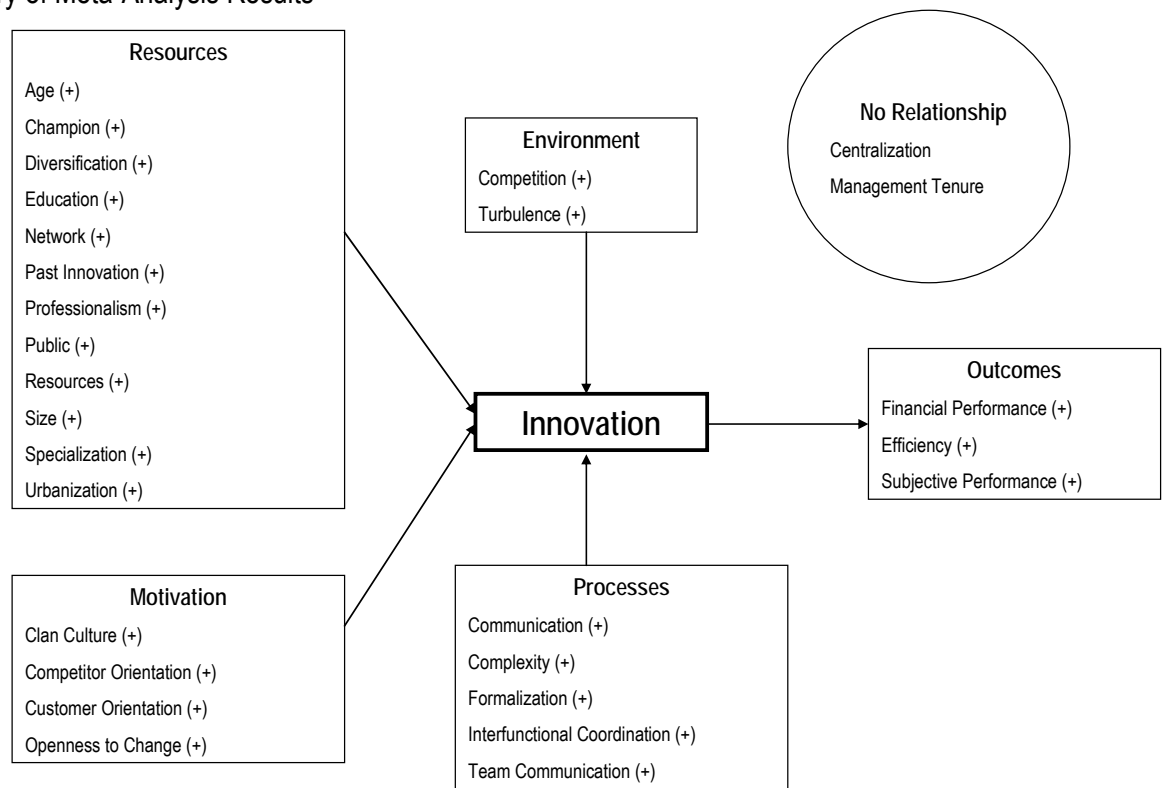 y of Meta-Analysis Results
Resources
Age (+)
Champion (+)
Diversification (+)
Education (+)
Network (+)
Past Innovation (+)
Professionalism (+)
Public (+)
Resources (+)
Size (+)
Specialization (+)
Urbanization (+)
Environment
Competition (+)
Turbulence (+)
No Relationship
Centralization
Management Tenure
Innovation
Outcomes
Financial Performance (+)
Efficiency (+)
Subjective Performance (+)
Motivation
Clan Culture (+)
Competitor Orientation (+)
Customer Orientation (+)
Openness to Change (+)
Processes
Communication (+)
Complexity (+)
Formalization (+)
Interfunctional Coordination (+)
Team Communication (+)